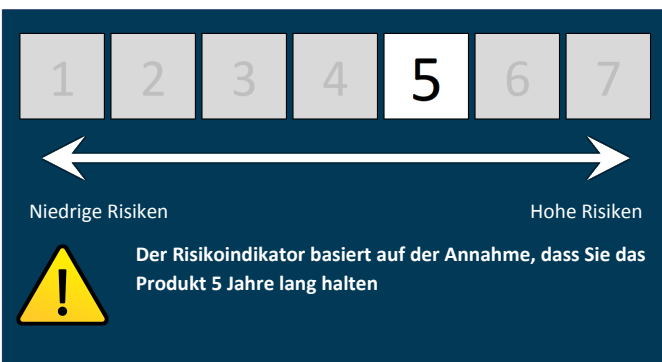 1 2 3 4 5 6 7
Niedrige Risiken Hohe Risiken
Der Risikoindikator basiert auf der Annahme, dass Sie das
Produkt 5 Jahre lang halten